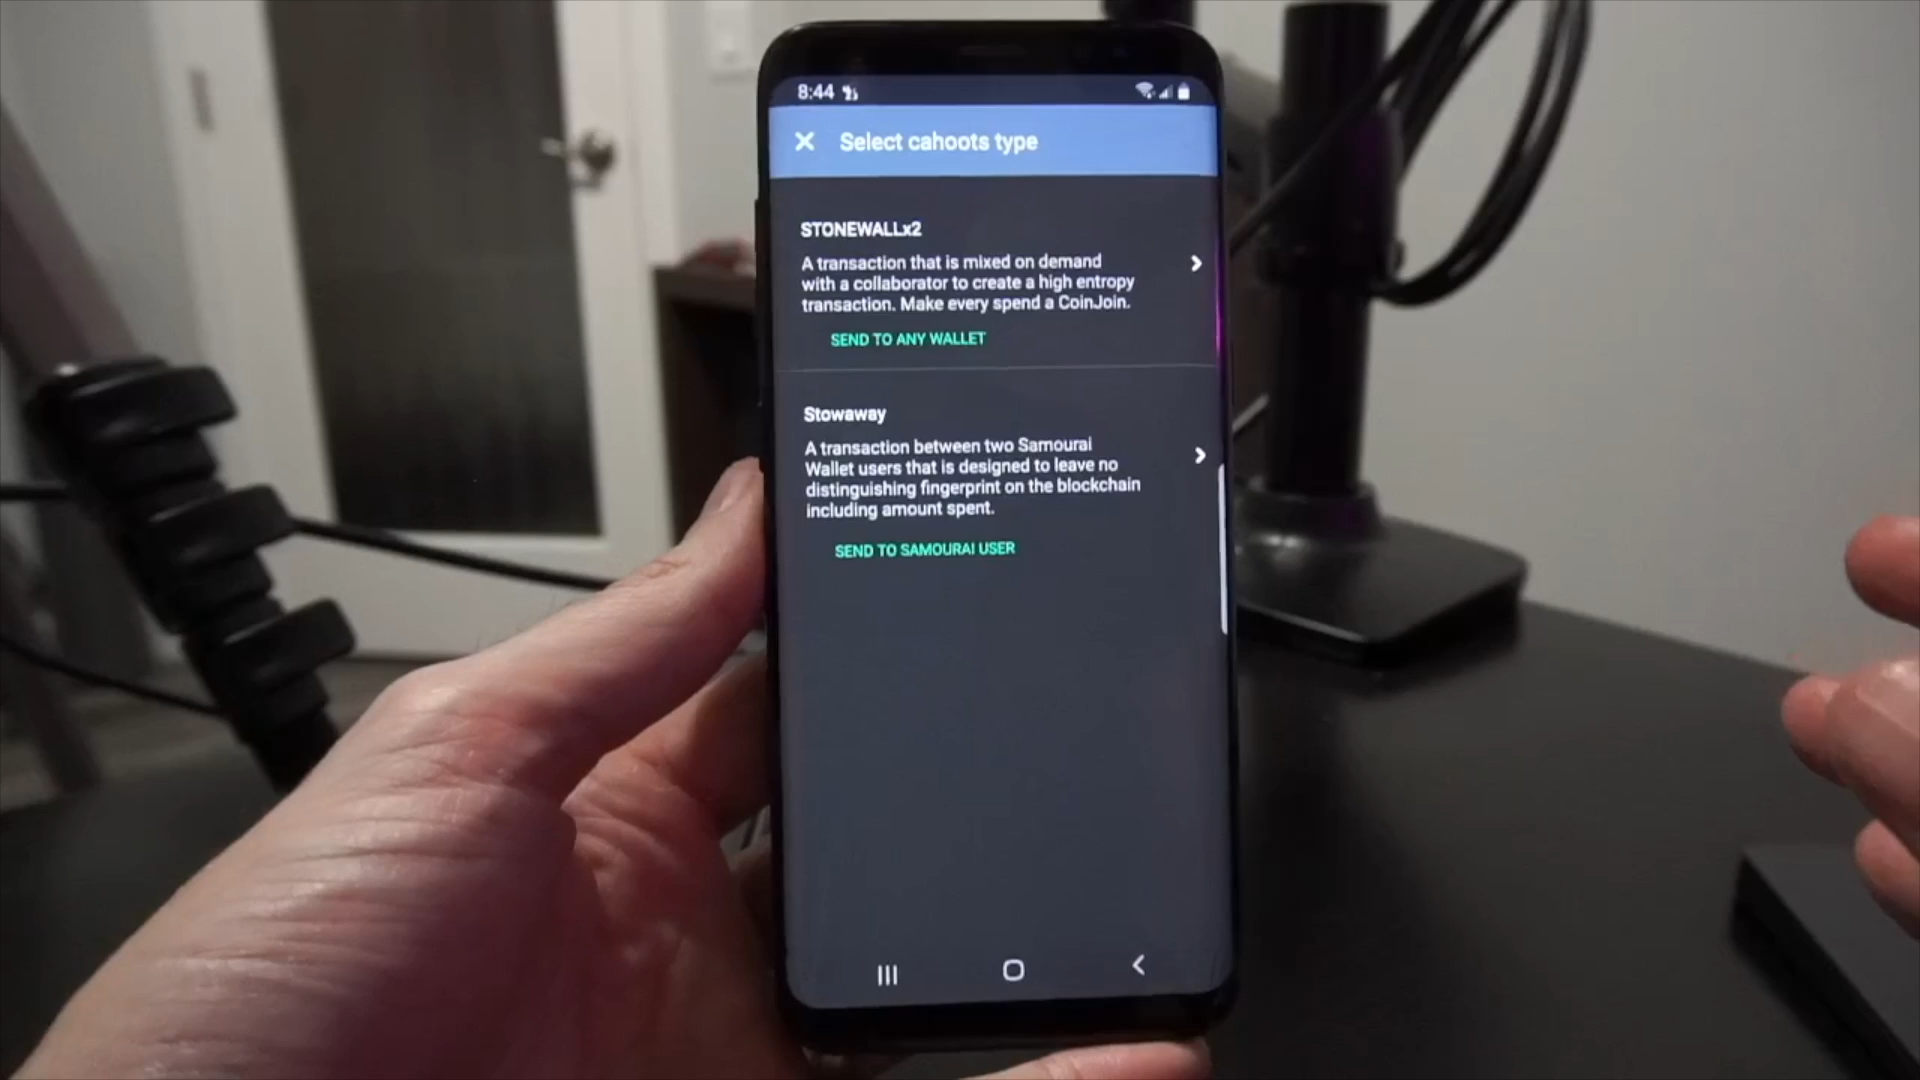 8:44
Select cahoots type
STONEWALLx2
A transaction that is mixed on demand
with a collaborator to create a high entropy
transaction. Make every spend a CoinJoin.
SEND TO ANY WALLET
Stowaway
A transaction between two Samourai
Wallet users that is designed to leave no
distinguishing fingerprint on the blockchain
including amount spent.
SEND TO SAMOURAI USER